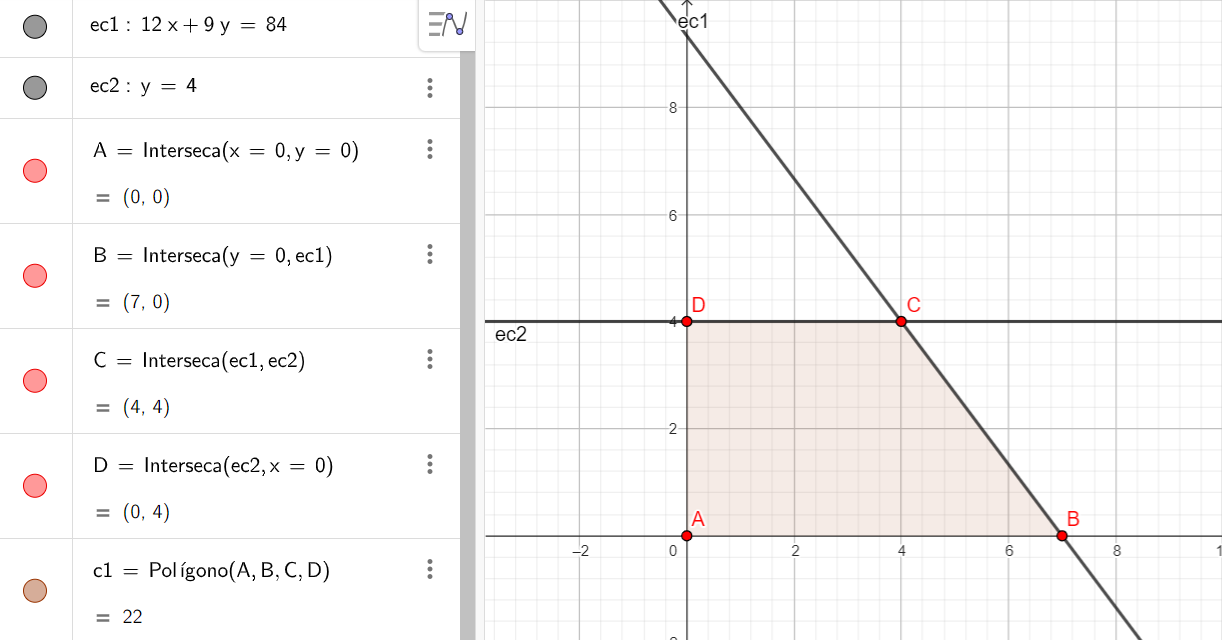 ec1 : 12 x + 9 y = 84
ec2 : y = 4
A = Interseca(x = 0, y = 0)
= (0, 0)
B = Interseca(y = 0, ec1)
= (7, 0)
C = Interseca(ec1, ec2)
= (4, 4)
D = Interseca(ec2, x = 0)
= (0, 4)
c1 = Polígono(A, B, C, D)
= 22
ec1
8
6
D
C
4
ec2
2
A
B
−2
0
2
4
6
8